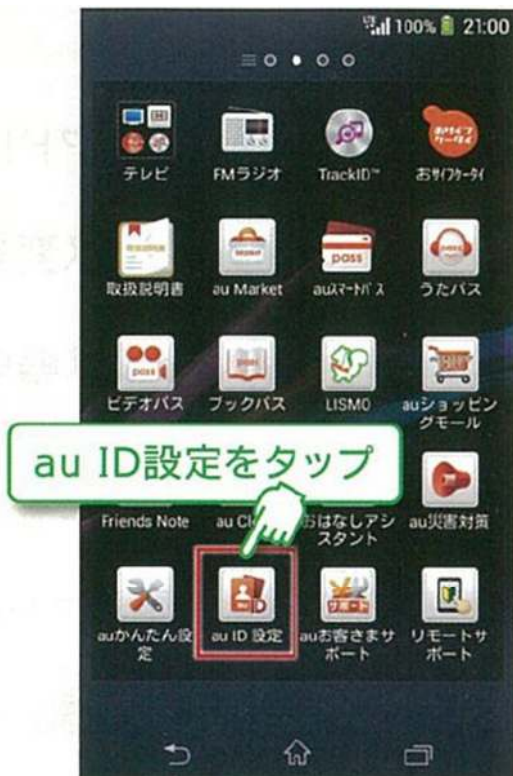 LTE 100% 21:00
テレビ FMラジオ TrackID™ おサイフケータイ
取扱説明書 au Market auスマートパス うたパス
ビデオパス ブックパス LISMO auショッピングモール
au ID設定をタップ
Friends Note au Cl おはなしアシスタント au災害対策
auかんたん設定 au ID 設定 auお客さまサポート リモートサポート